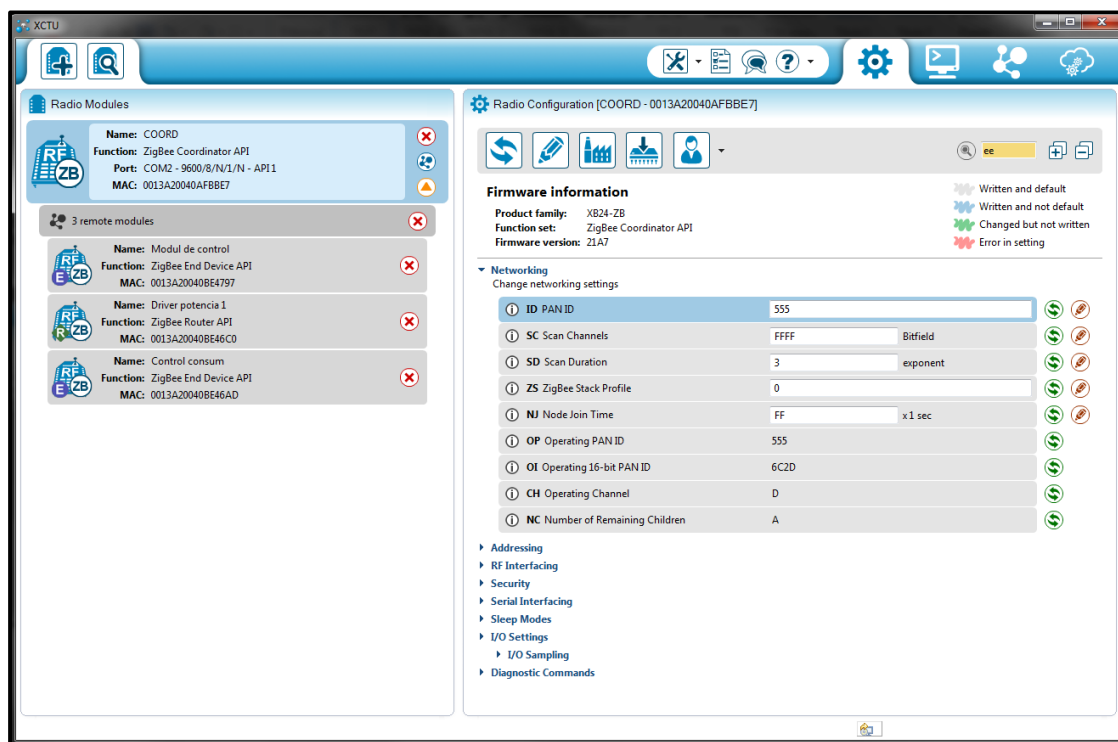 XCTU
Radio Modules
Name: COORD
Function: ZigBee Coordinator API
Port: COM2 - 9600/8/N/1/N - API 1
MAC: 0013A20040AFBBE7
3 remote modules
Name: Modul de control
Function: ZigBee End Device API
MAC: 0013A20040BE4797
Name: Driver potencia 1
Function: ZigBee Router API
MAC: 0013A20040BE46C0
Name: Control consum
Function: ZigBee End Device API
MAC: 0013A20040BE46AD
Radio Configuration [COORD - 0013A20040AFBBE7]
ee
Firmware information
Product family: XB24-ZB
Function set: ZigBee Coordinator API
Firmware version: 21A7
Written and default
Written and not default
Changed but not written
Error in setting
Networking
Change networking settings
ID PAN ID 555
SC Scan Channels FFFF Bitfield
SD Scan Duration 3 exponent
ZS ZigBee Stack Profile 0
NJ Node Join Time FF x 1 sec
OP Operating PAN ID 555
OI Operating 16-bit PAN ID 6C2D
CH Operating Channel D
NC Number of Remaining Children A
Addressing
RF Interfacing
Security
Serial Interfacing
Sleep Modes
I/O Settings
I/O Sampling
Diagnostic Commands